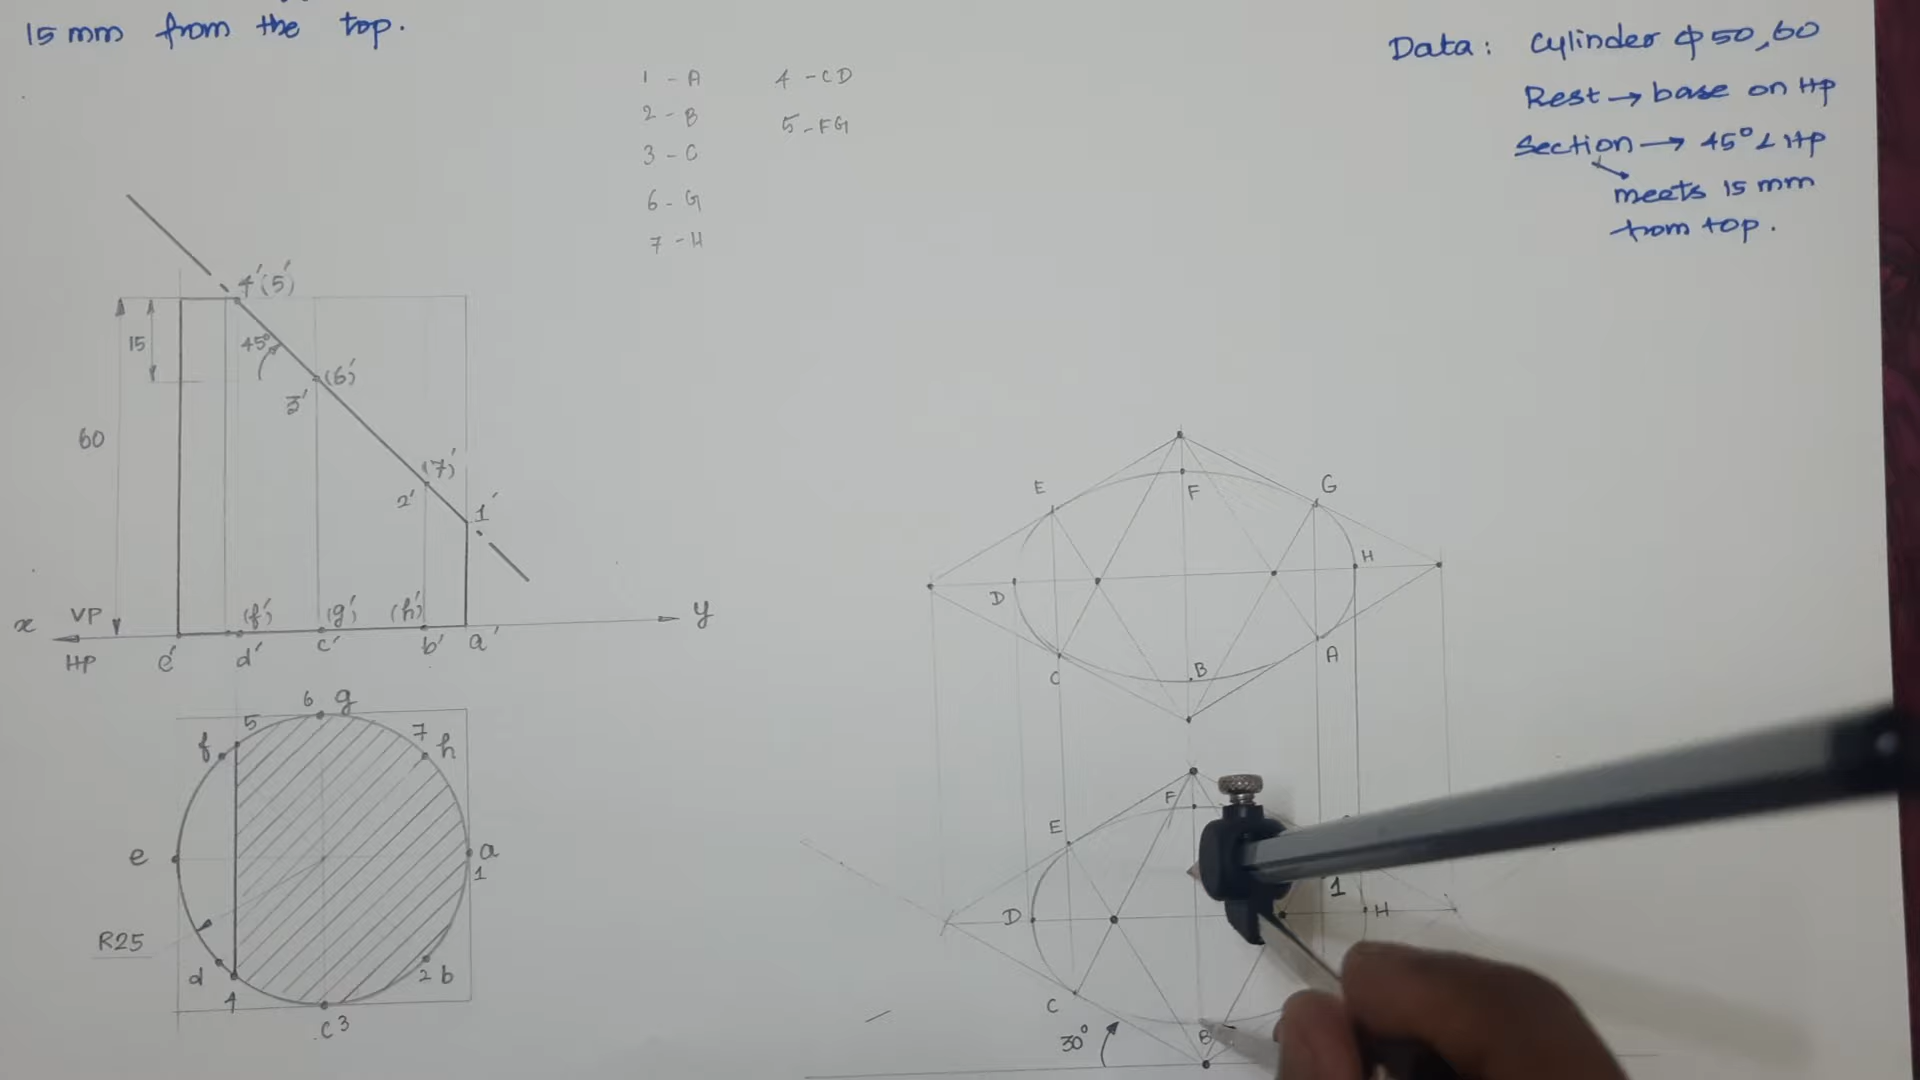 15 mm from the top.
Data: Cylinder ϕ50,60
Rest → base on HP
Section → 45° ∠ HP
meets 15 mm
from top.
1 - A
2 - B
3 - C
6 - G
7 - H
4 - CD
5 - FG
4'(5')
15
45°
(6')
3'
60
(7')
2'
1'
x
VP
HP
y
(f')
(g')
(h')
e'
d'
c'
b'
a'
6 g
5
f
7
h
e
a
1
R25
d
4
2 b
c 3
E
F
G
H
D
C
B
A
F
E
1
D
H
C
B
30°